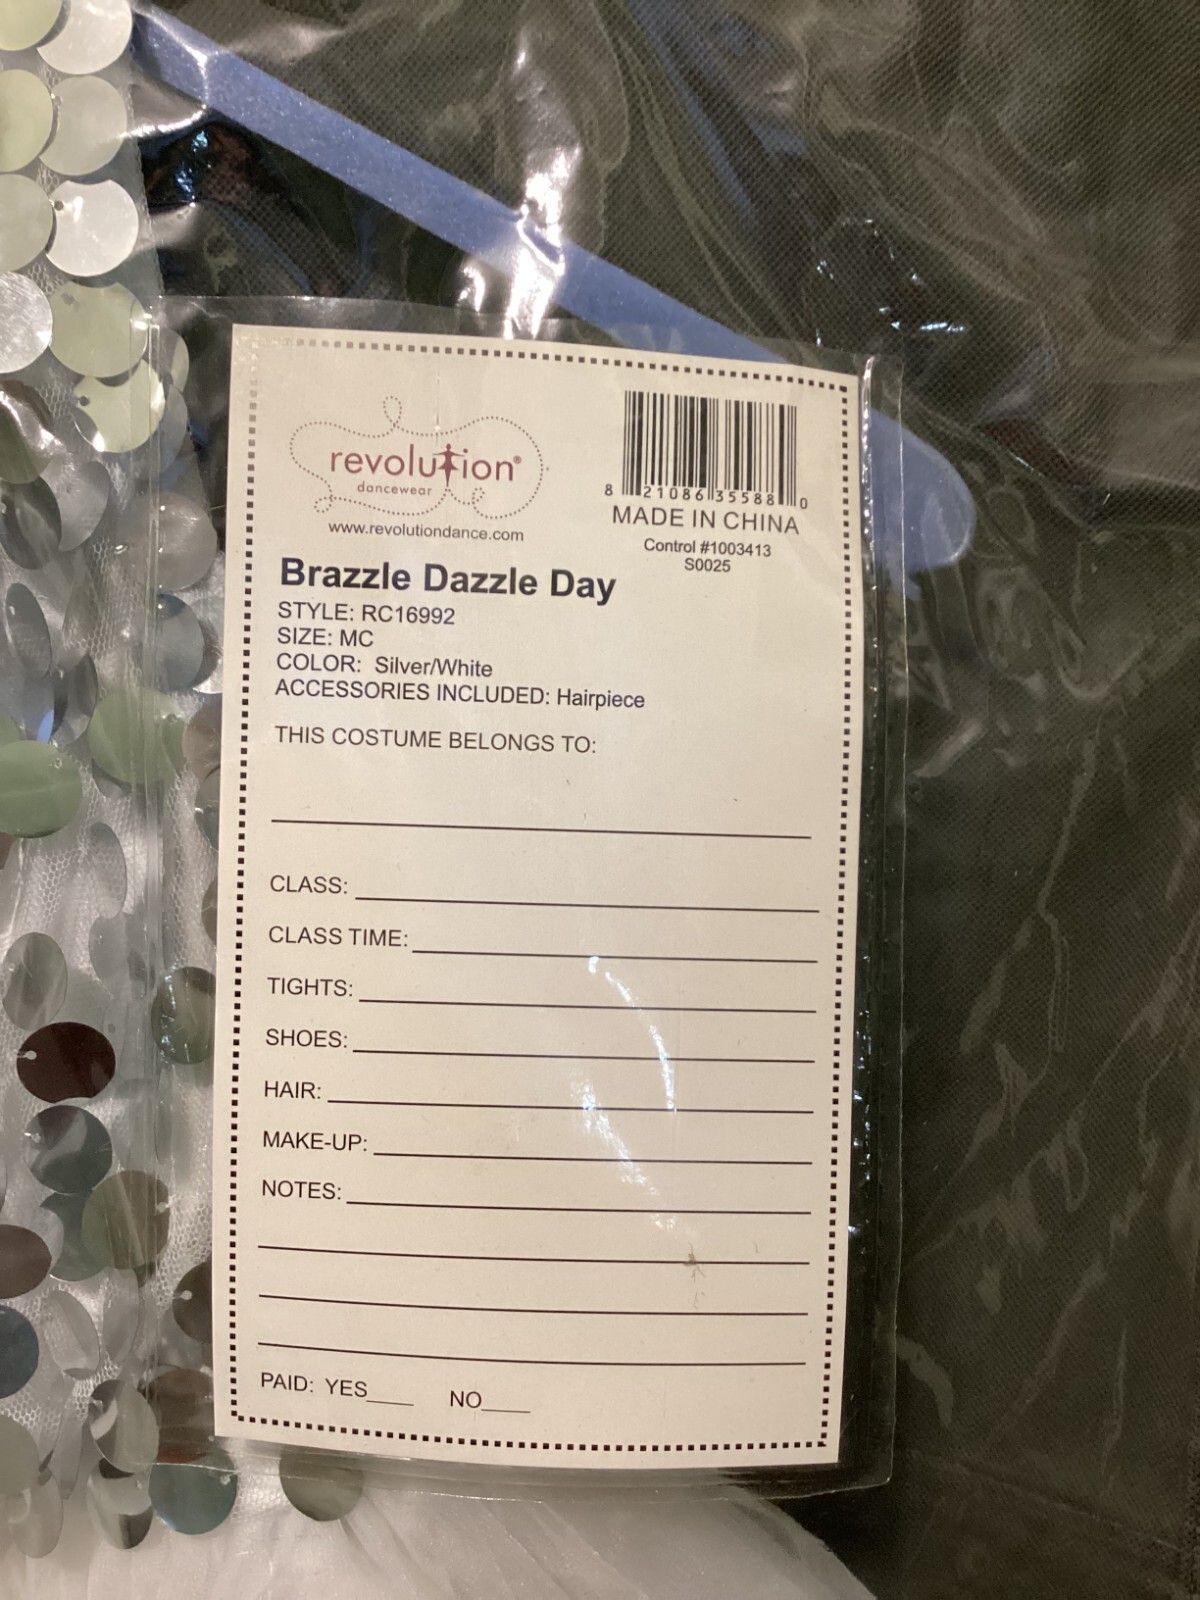 revolution®
dancewear
www.revolutiondance.com
8 21086 35588 0
MADE IN CHINA
Control #1003413
S0025
Brazzle Dazzle Day
STYLE: RC16992
SIZE: MC
COLOR: Silver/White
ACCESSORIES INCLUDED: Hairpiece
THIS COSTUME BELONGS TO:
CLASS:
CLASS TIME:
TIGHTS:
SHOES:
HAIR:
MAKE-UP:
NOTES:
PAID: YES____ NO____